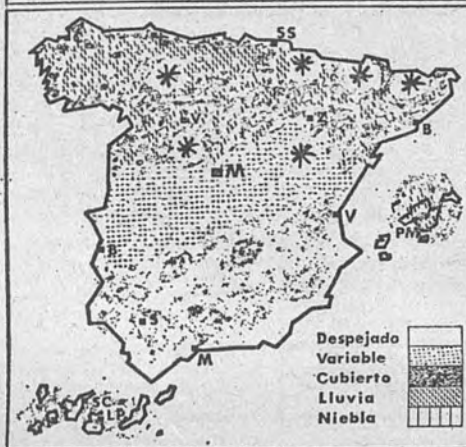 SS
V
Z
B
M
V
B
PM
S
M
SC
LP
Despejado
Variable
Cubierto
Lluvia
Niebla